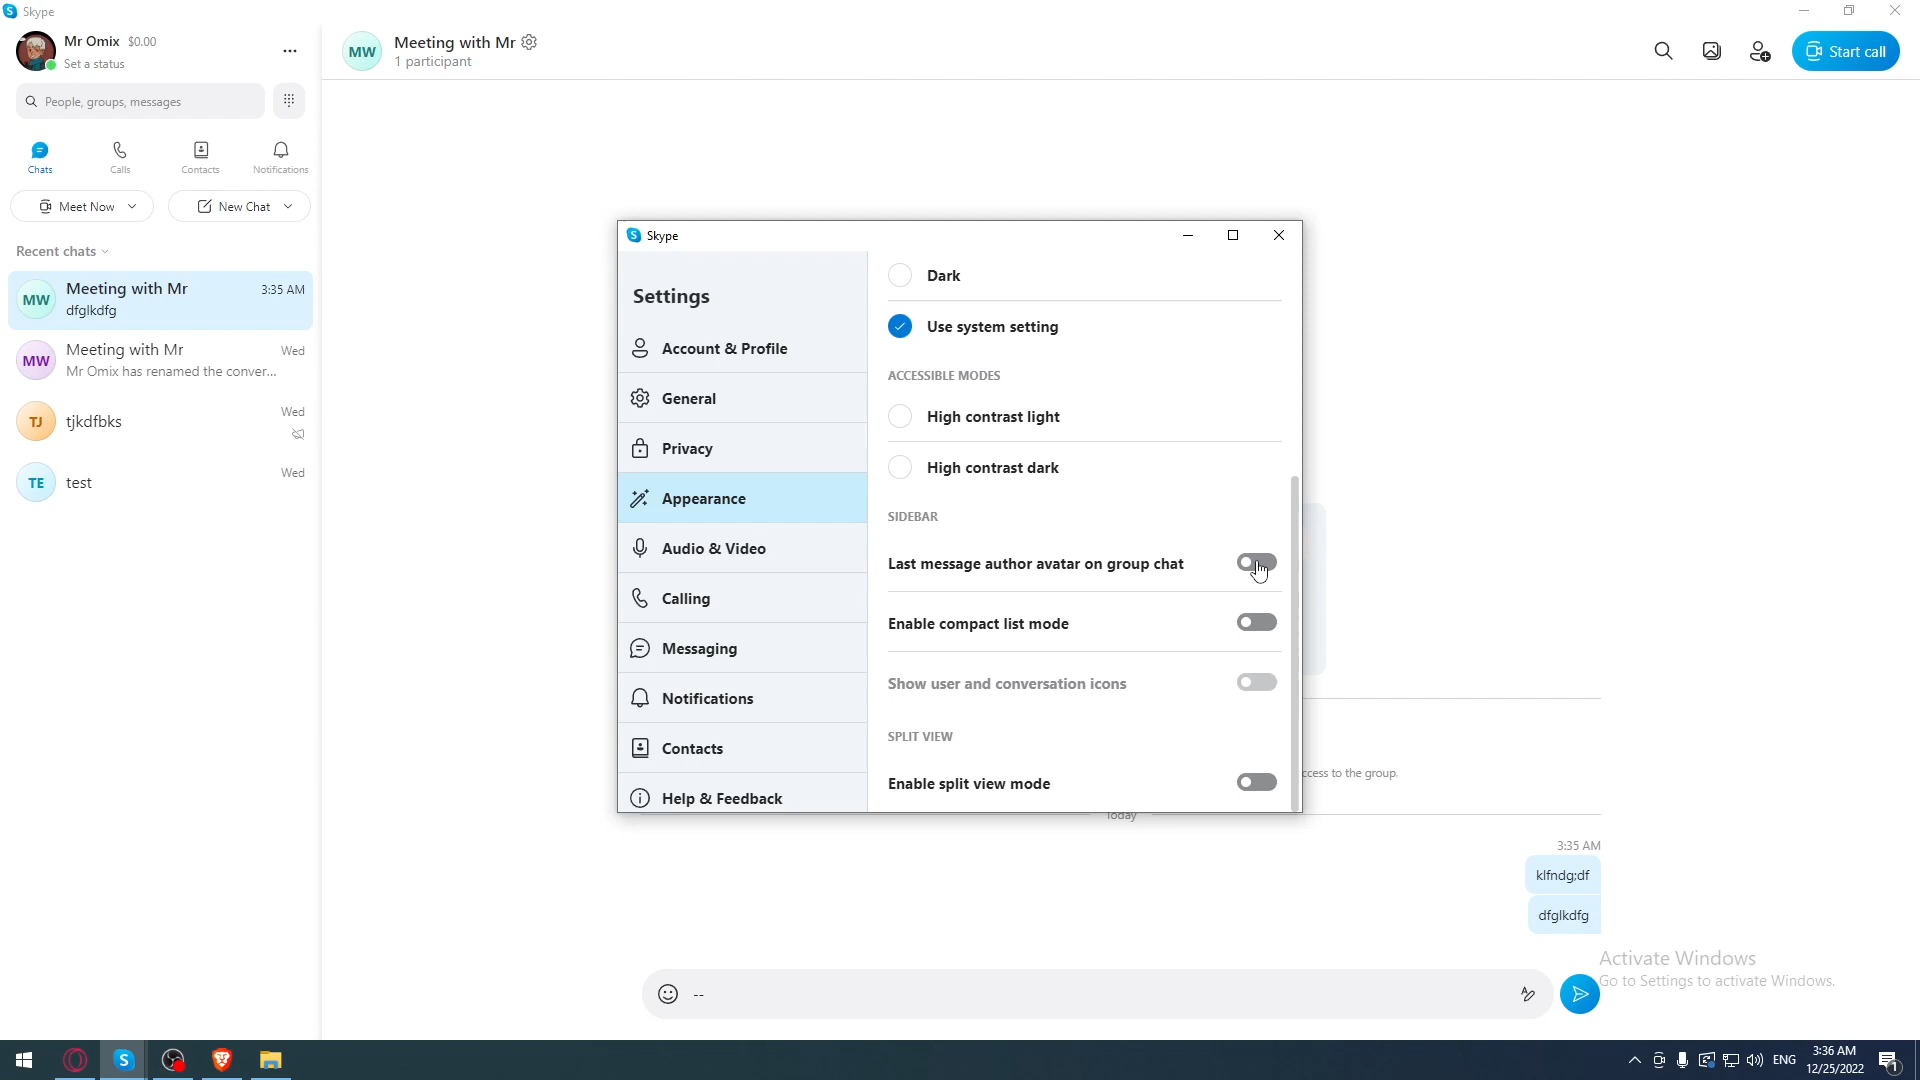 Skype
Mr Omix $0.00
Set a status
People, groups, messages
Chats
Calls
Contacts
Notifications
Meet Now
New Chat
Recent chats
MW
Meeting with Mr
3:35 AM
dfglkdfg
MW
Meeting with Mr
Wed
Mr Omix has renamed the conver...
TJ
tjkdfbks
Wed
TE
test
Wed
MW
Meeting with Mr
1 participant
Start call
Skype
Settings
Account & Profile
General
Privacy
Appearance
Audio & Video
Calling
Messaging
Notifications
Contacts
Help & Feedback
Dark
Use system setting
ACCESSIBLE MODES
High contrast light
High contrast dark
SIDEBAR
Last message author avatar on group chat
Enable compact list mode
Show user and conversation icons
SPLIT VIEW
Enable split view mode
to the group.
Today
3:35 AM
klfndg;df
dfglkdfg
--
Activate Windows
Go to Settings to activate Windows.
ENG
3:36 AM
12/25/2022
1